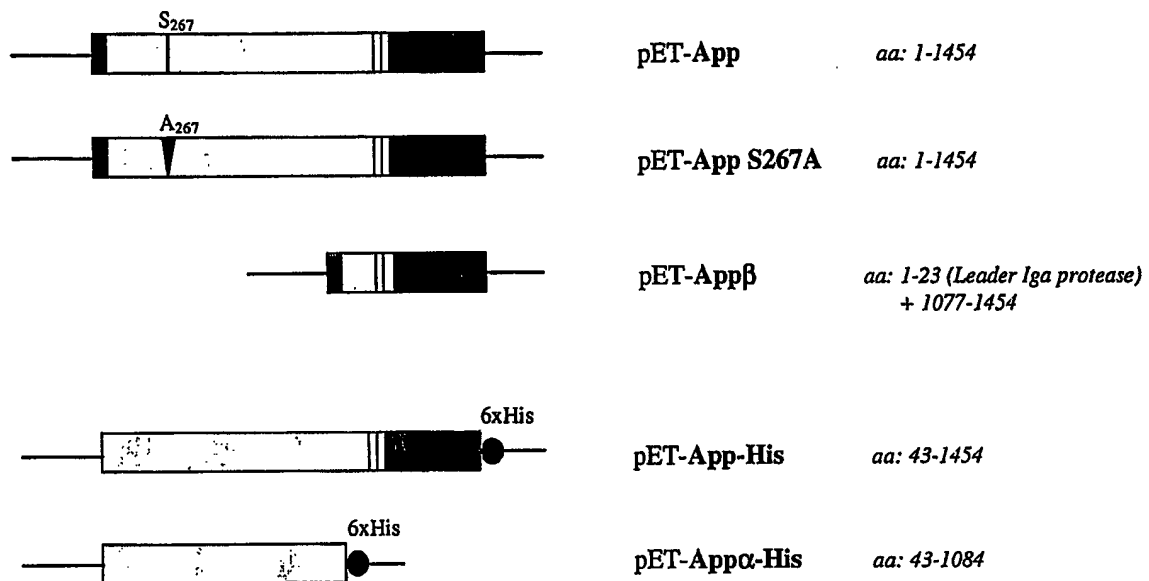 S267
pET-App aa: 1-1454
A267
pET-App S267A aa: 1-1454
pET-Appβ aa: 1-23 (Leader Iga protease)
+ 1077-1454
6xHis
pET-App-His aa: 43-1454
6xHis
pET-Appα-His aa: 43-1084